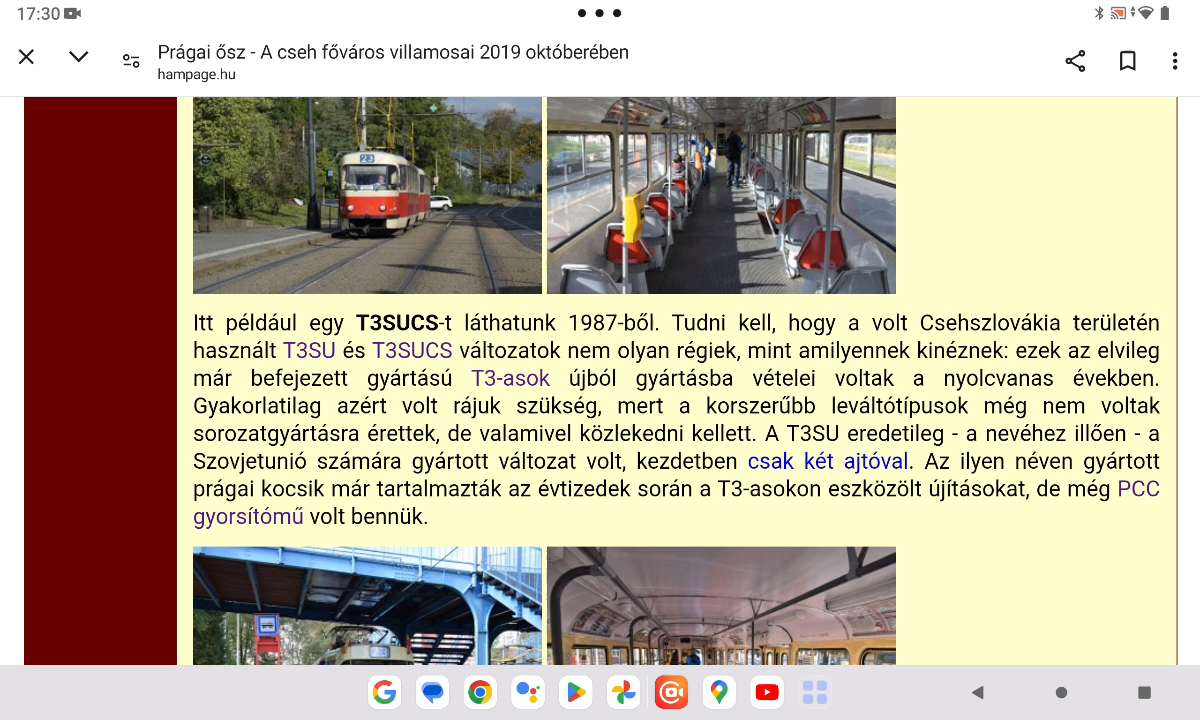 17:30
Prágai ősz - A cseh főváros villamosai 2019 októberében
hampage.hu
23
Itt például egy T3SUCS-t láthatunk 1987-ből. Tudni kell, hogy a volt Csehszlovákia területén
használt T3SU és T3SUCS változatok nem olyan régiek, mint amilyennek kinéznek: ezek az elvileg
már befejezett gyártású T3-asok újból gyártásba vételei voltak a nyolcvanas években.
Gyakorlatilag azért volt rájuk szükség, mert a korszerűbb leváltótípusok még nem voltak
sorozatgyártásra érettek, de valamivel közlekedni kellett. A T3SU eredetileg - a nevéhez illően - a
Szovjetunió számára gyártott változat volt, kezdetben csak két ajtóval. Az ilyen néven gyártott
prágai kocsik már tartalmazták az évtizedek során a T3-asokon eszközölt újításokat, de még PCC
gyorsítómű volt bennük.